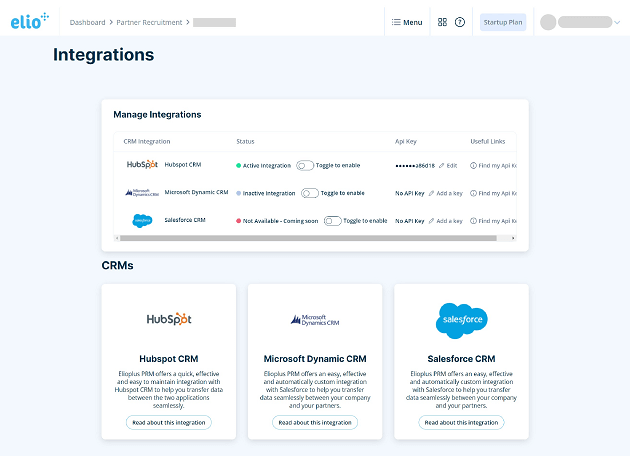 elio
Dashboard > Partner Recruitment >
Menu
Startup Plan
Integrations
Manage Integrations
CRM Integration Status Api Key Useful Links
HubSpot Hubspot CRM Active Integration Toggle to enable ••••••a86d18 Edit Find my Api Ke
Microsoft
Dynamics CRM Microsoft Dynamic CRM Inactive Integration Toggle to enable No API Key Add a key Find my Api Ke
salesforce Salesforce CRM Not Available - Coming soon Toggle to enable No API Key Add a key Find my Api Ke
CRMs
HubSpot
Hubspot CRM
Elioplus PRM offers a quick, effective
and easy to maintain integration with
Hubspot CRM to help you transfer data
between the two applications
seamlessly.
Read about this integration
Microsoft
Dynamics CRM
Microsoft Dynamic CRM
Elioplus PRM offers an easy, effective
and automatically custom integration
with Salesforce to help you transfer
data seamlessly between your company
and your partners.
Read about this integration
salesforce
Salesforce CRM
Elioplus PRM offers an easy, effective
and automatically custom integration
with Salesforce to help you transfer
data seamlessly between your company
and your partners.
Read about this integration